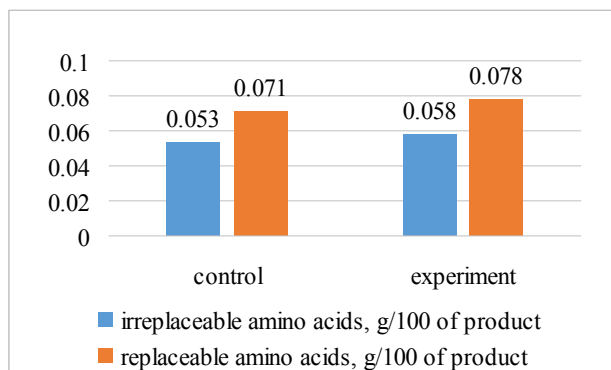 0.1
0.08
0.06
0.04
0.02
0
0.053
0.071
0.058
0.078
control
experiment
irreplaceable amino acids, g/100 of product
replaceable amino acids, g/100 of product